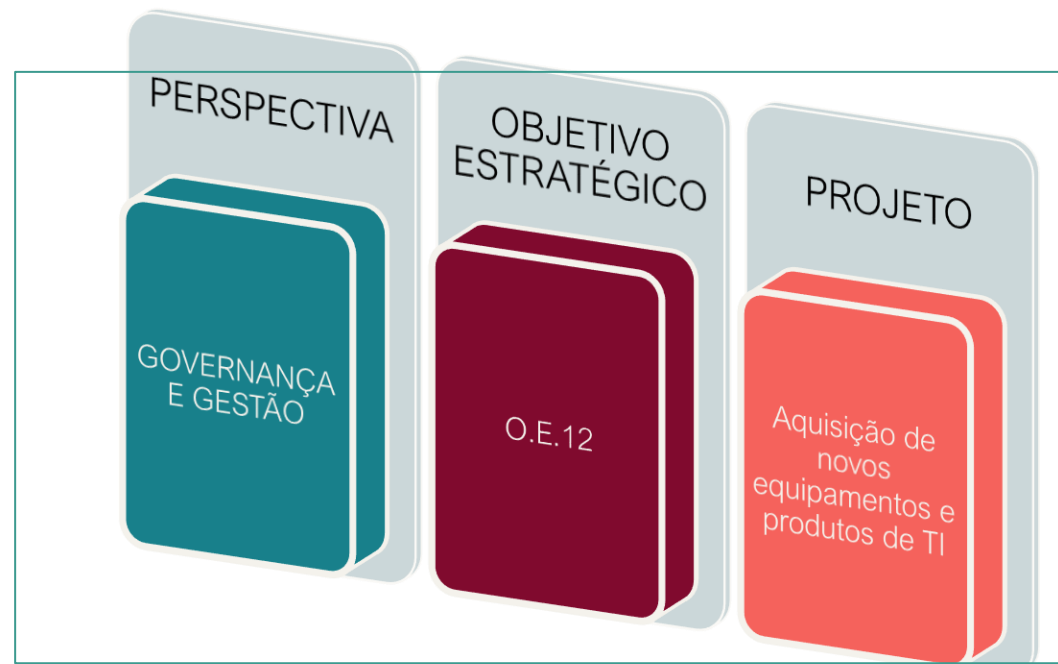 PERSPECTIVA
GOVERNANÇA
E GESTÃO
OBJETIVO
ESTRATÉGICO
O.E.12
PROJETO
Aquisição de
novos
equipamentos e
produtos de TI